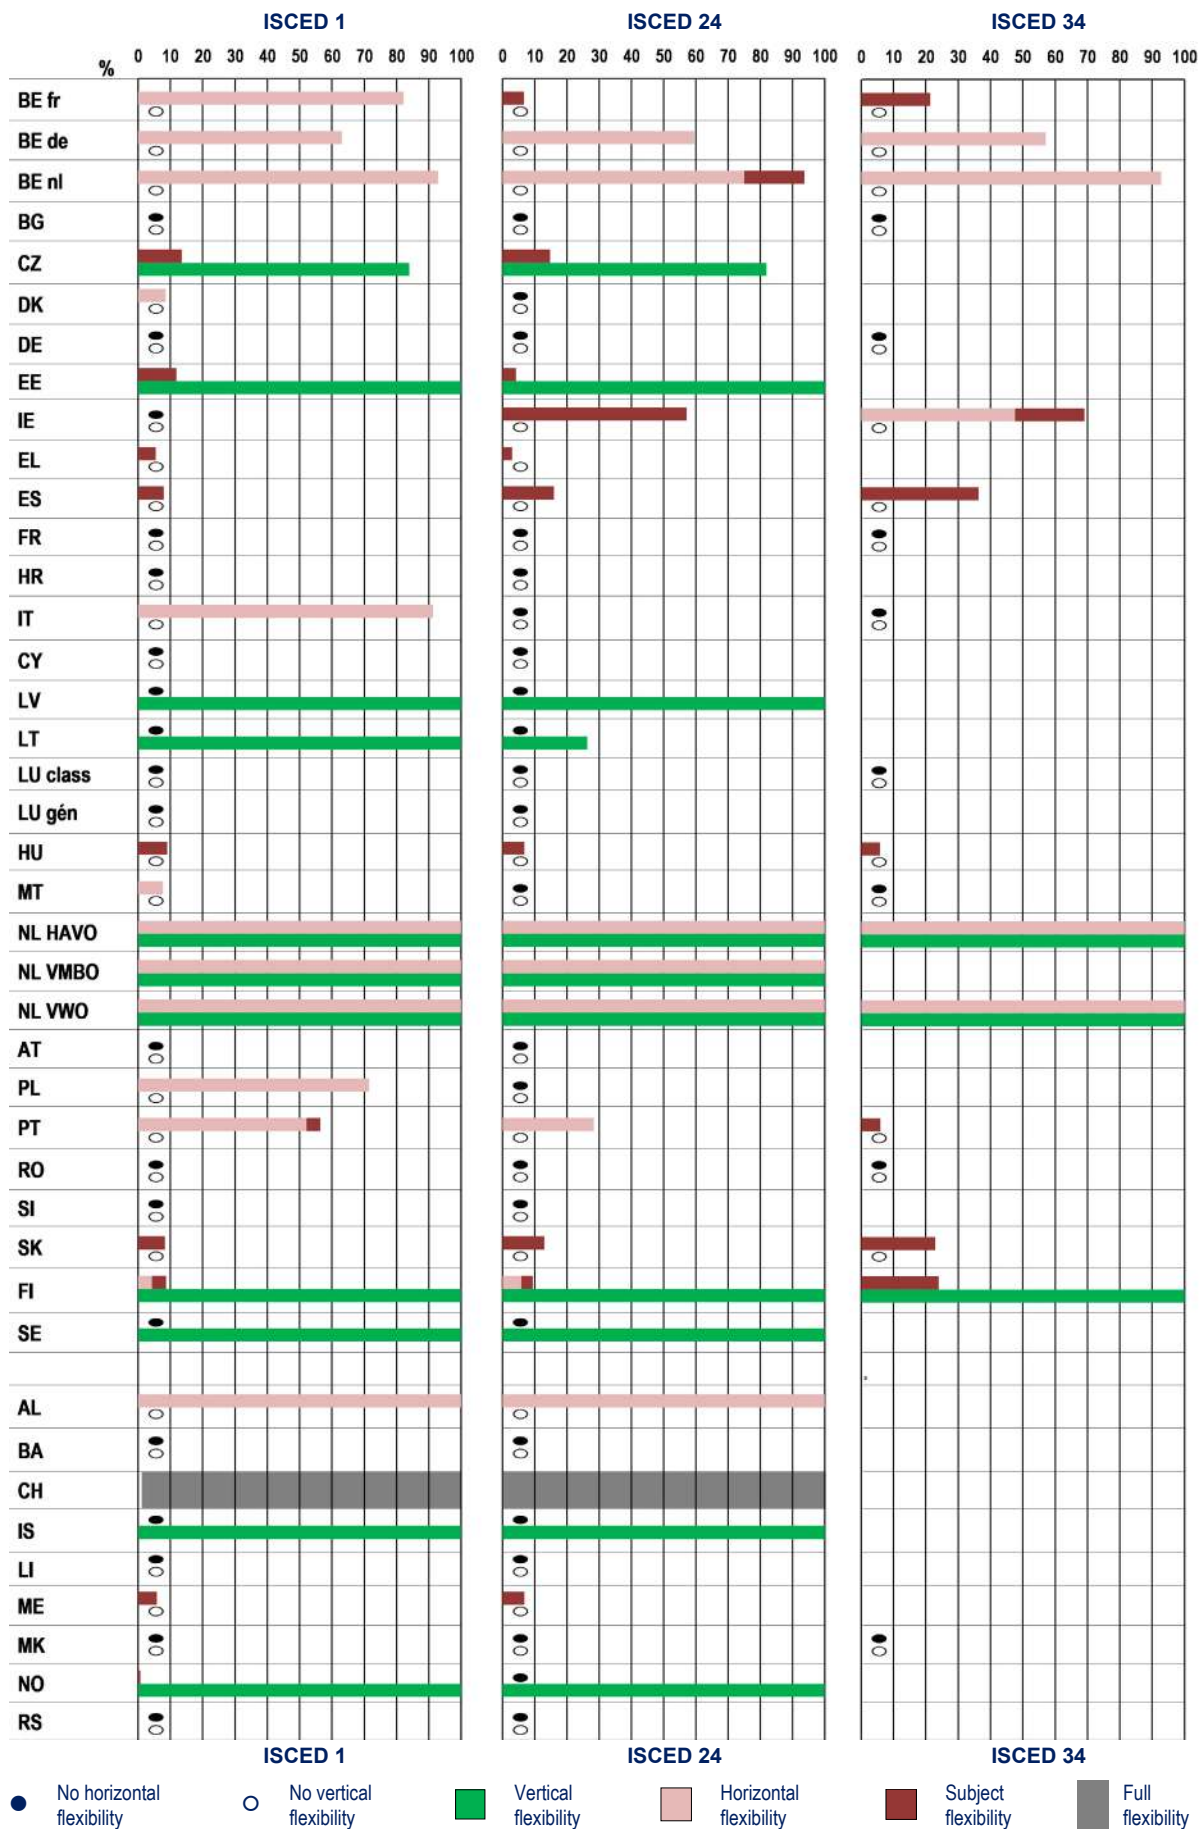 ISCED 1 ISCED 24 ISCED 34
% 0 10 20 30 40 50 60 70 80 90 100 0 10 20 30 40 50 60 70 80 90 100 0 10 20 30 40 50 60 70 80 90 100
BE fr
BE de
BE nl
BG
CZ
DK
DE
EE
IE
EL
ES
FR
HR
IT
CY
LV
LT
LU class
LU gén
HU
MT
NL HAVO
NL VMBO
NL VWO
AT
PL
PT
RO
SI
SK
FI
SE
AL
BA
CH
IS
LI
ME
MK
NO
RS
ISCED 1 ISCED 24 ISCED 34
No horizontal No vertical Vertical Horizontal Subject Full
flexibility flexibility flexibility flexibility flexibility flexibility